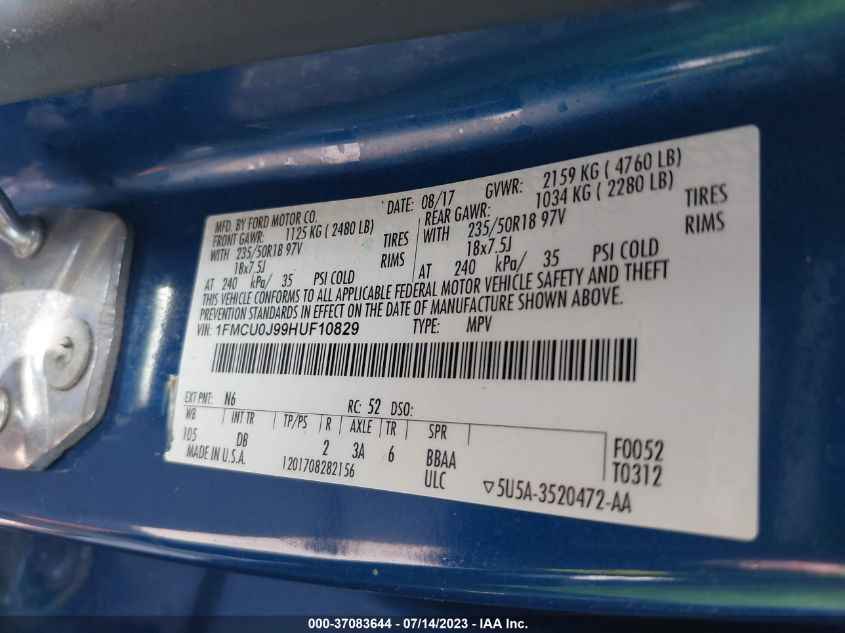 MFD. BY FORD MOTOR CO.
DATE: 08/17 GVWR: 2159 KG ( 4760 LB)
FRONT GAWR: 1125 KG ( 2480 LB) REAR GAWR: 1034 KG ( 2280 LB)
WITH 235/50R18 97V TIRES WITH 235/50R18 97V TIRES
18x7.5J RIMS 18x7.5J RIMS
AT 240 kPa/ 35 PSI COLD AT 240 kPa/ 35 PSI COLD
THIS VEHICLE CONFORMS TO ALL APPLICABLE FEDERAL MOTOR VEHICLE SAFETY AND THEFT
PREVENTION STANDARDS IN EFFECT ON THE DATE OF MANUFACTURE SHOWN ABOVE.
VIN: 1FMCU0J99HUF10829 TYPE: MPV
EXT PNT: N6 RC: 52 DSO:
WB INT TR TP/PS R AXLE TR SPR
105 DB 2 3A 6 BBAA F0052
MADE IN U.S.A. 1201708282156 ULC T0312
▽5U5A-3520472-AA
000-37083644 - 07/14/2023 - IAA Inc.